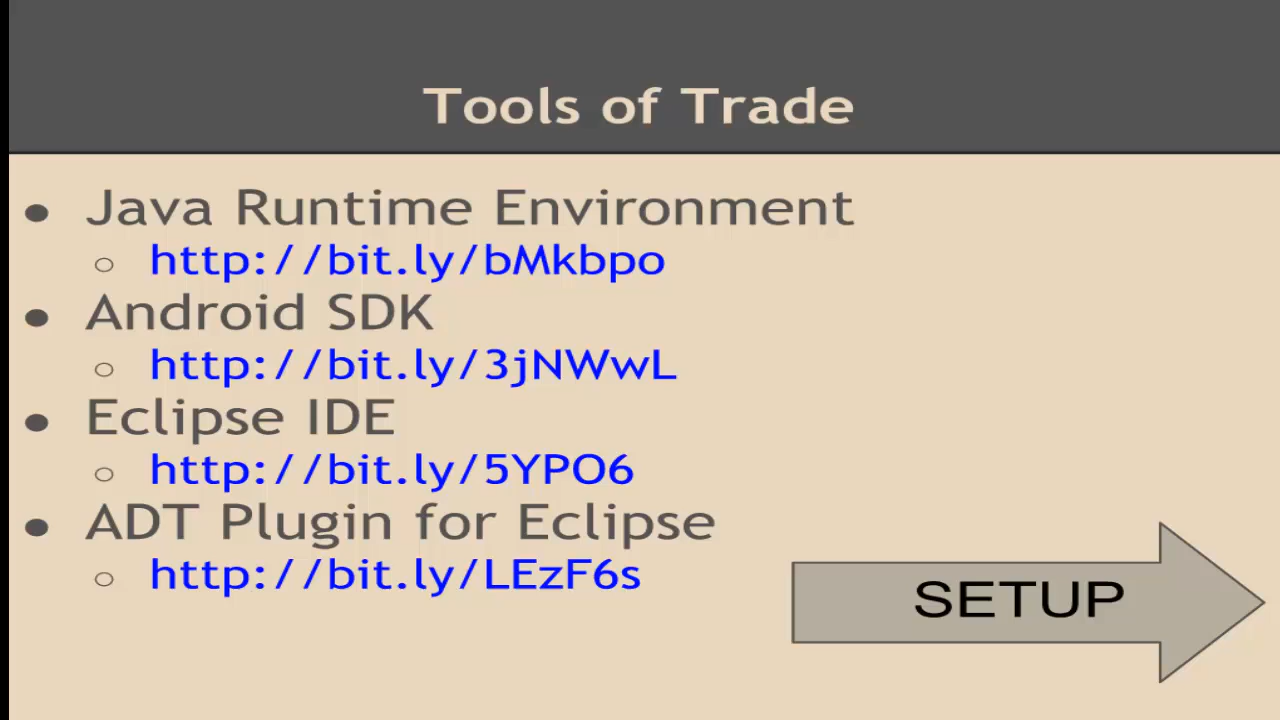 Tools of Trade
● Java Runtime Environment
○ http://bit.ly/bMkbpo
● Android SDK
○ http://bit.ly/3jNWwL
● Eclipse IDE
○ http://bit.ly/5YPO6
● ADT Plugin for Eclipse
○ http://bit.ly/LEzF6s
SETUP